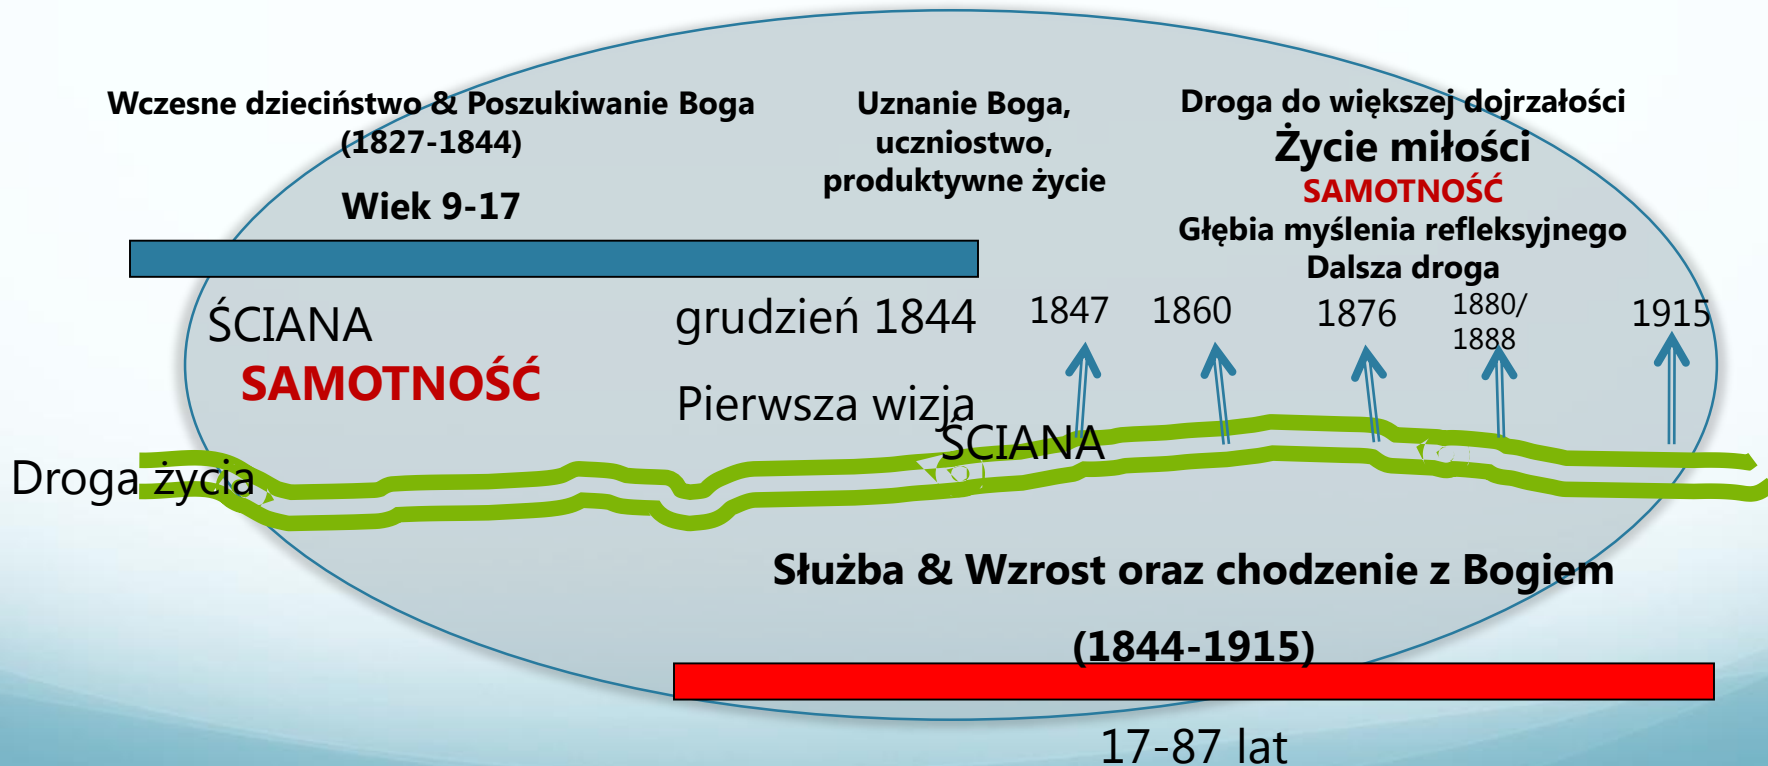 Wczesne dzieciństwo & Poszukiwanie Boga
(1827-1844)
Wiek 9-17
Uznanie Boga,
uczniostwo,
produktywne życie
Droga do większej dojrzałości
Życie miłości
SAMOTNOŚĆ
Głębia myślenia refleksyjnego
Dalsza droga
ŚCIANA
SAMOTNOŚĆ
grudzień 1844
Pierwsza wizja
1847
1860
1876
1880/
1888
1915
ŚCIANA
Droga życia
Służba & Wzrost oraz chodzenie z Bogiem
(1844-1915)
17-87 lat